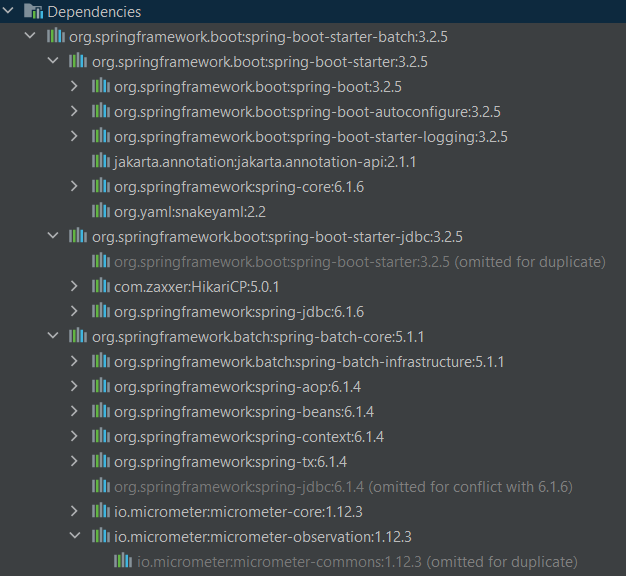 Dependencies
org.springframework.boot:spring-boot-starter-batch:3.2.5
org.springframework.boot:spring-boot-starter:3.2.5
org.springframework.boot:spring-boot:3.2.5
org.springframework.boot:spring-boot-autoconfigure:3.2.5
org.springframework.boot:spring-boot-starter-logging:3.2.5
jakarta.annotation:jakarta.annotation-api:2.1.1
org.springframework:spring-core:6.1.6
org.yaml:snakeyaml:2.2
org.springframework.boot:spring-boot-starter-jdbc:3.2.5
org.springframework.boot:spring-boot-starter:3.2.5 (omitted for duplicate)
com.zaxxer:HikariCP:5.0.1
org.springframework:spring-jdbc:6.1.6
org.springframework.batch:spring-batch-core:5.1.1
org.springframework.batch:spring-batch-infrastructure:5.1.1
org.springframework:spring-aop:6.1.4
org.springframework:spring-beans:6.1.4
org.springframework:spring-context:6.1.4
org.springframework:spring-tx:6.1.4
org.springframework:spring-jdbc:6.1.4 (omitted for conflict with 6.1.6)
io.micrometer:micrometer-core:1.12.3
io.micrometer:micrometer-observation:1.12.3
io.micrometer:micrometer-commons:1.12.3 (omitted for duplicate)